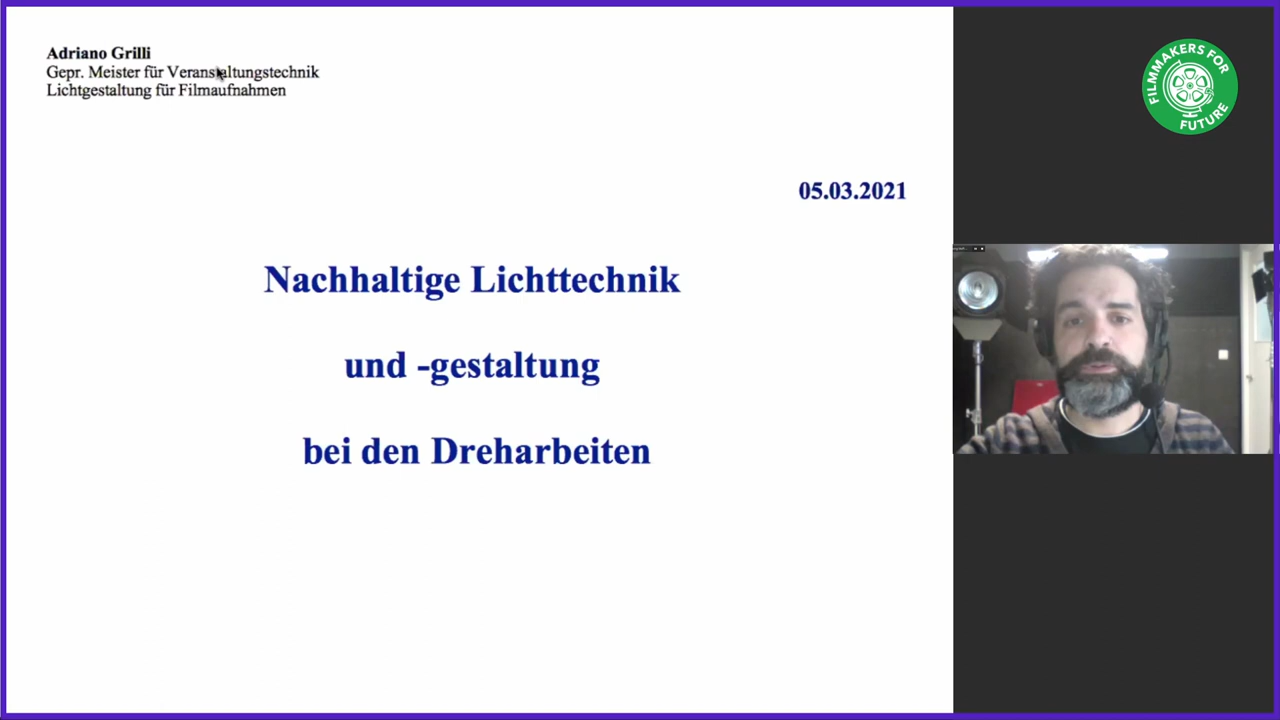 Adriano Grilli
Gepr. Meister für Veranstaltungstechnik
Lichtgestaltung für Filmaufnahmen
05.03.2021
Nachhaltige Lichttechnik
und -gestaltung
bei den Dreharbeiten
FILMMAKERS FOR
FUTURE